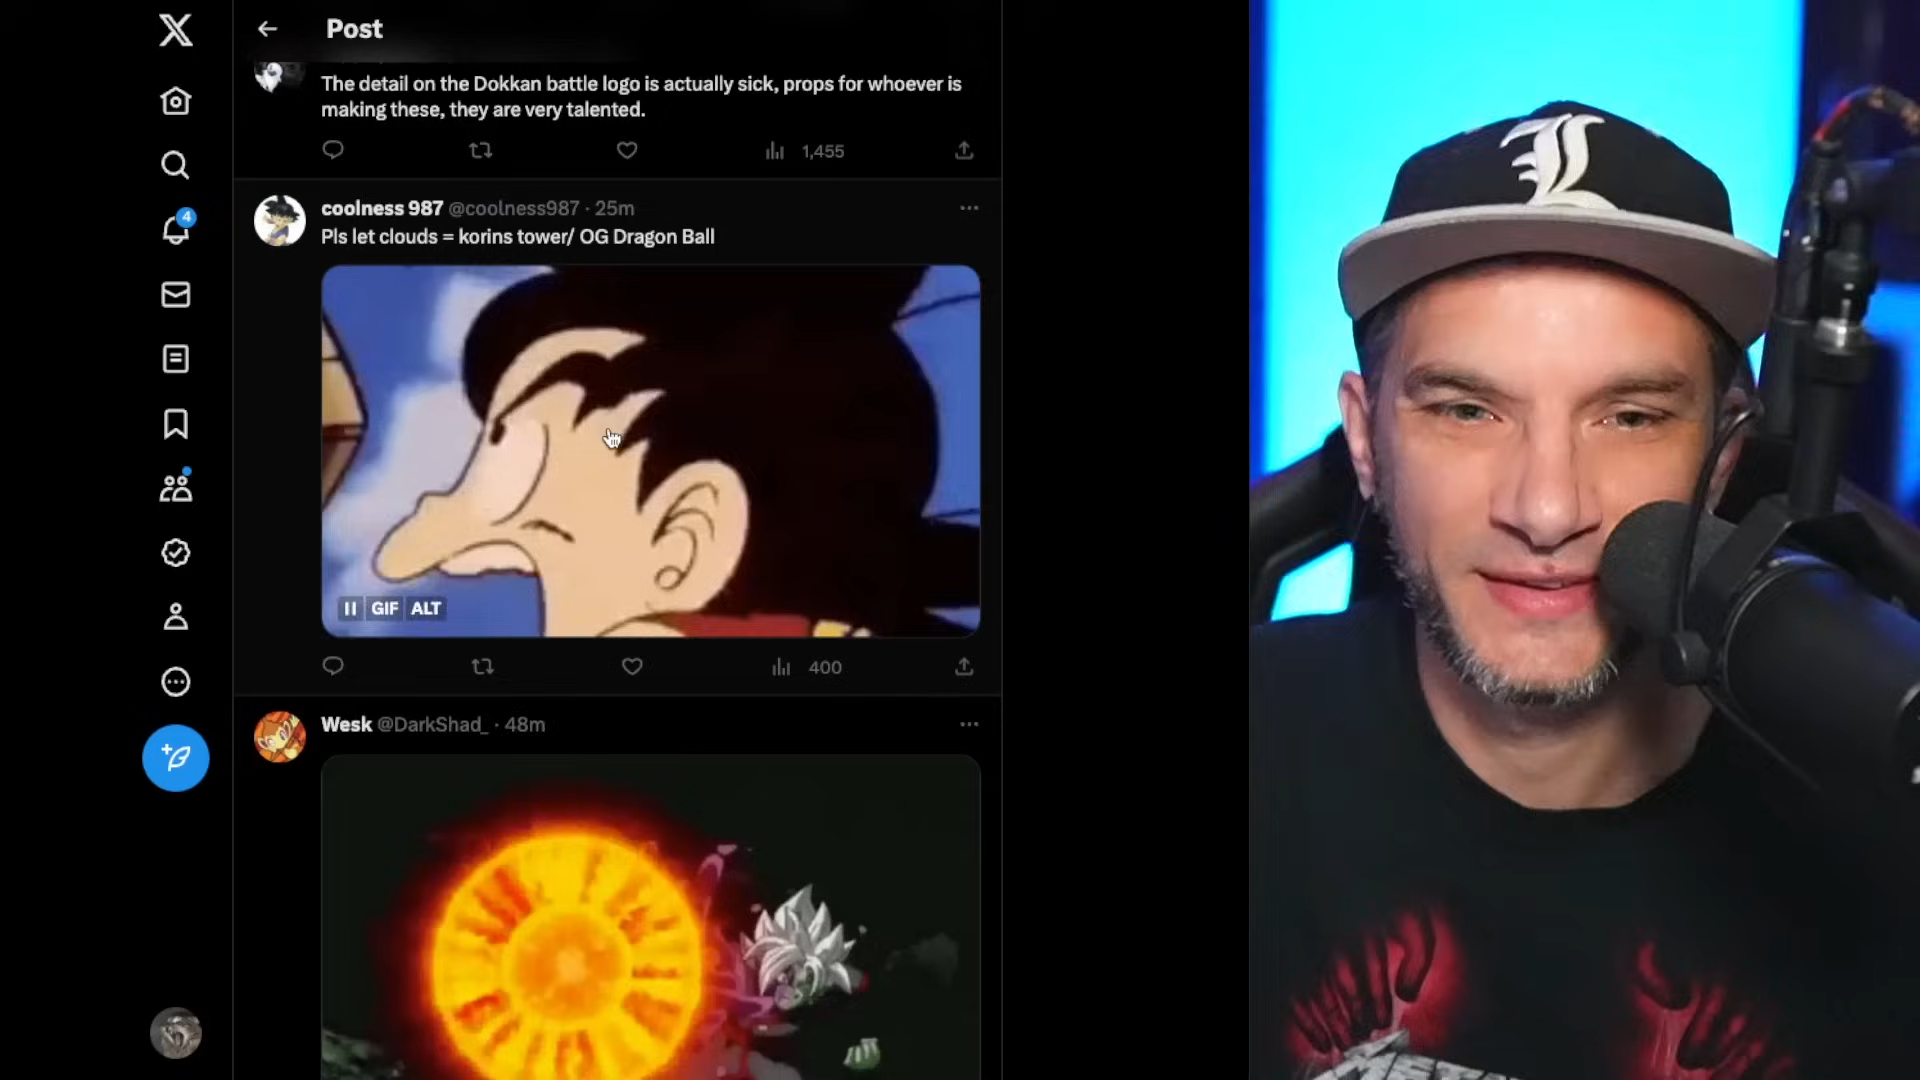 Post
The detail on the Dokkan battle logo is actually sick, props for whoever is
making these, they are very talented.
1,455
4
coolness 987 @coolness987 · 25m
Pls let clouds = korins tower/ OG Dragon Ball
GIF ALT
400
Wesk @DarkShad_ · 48m
L